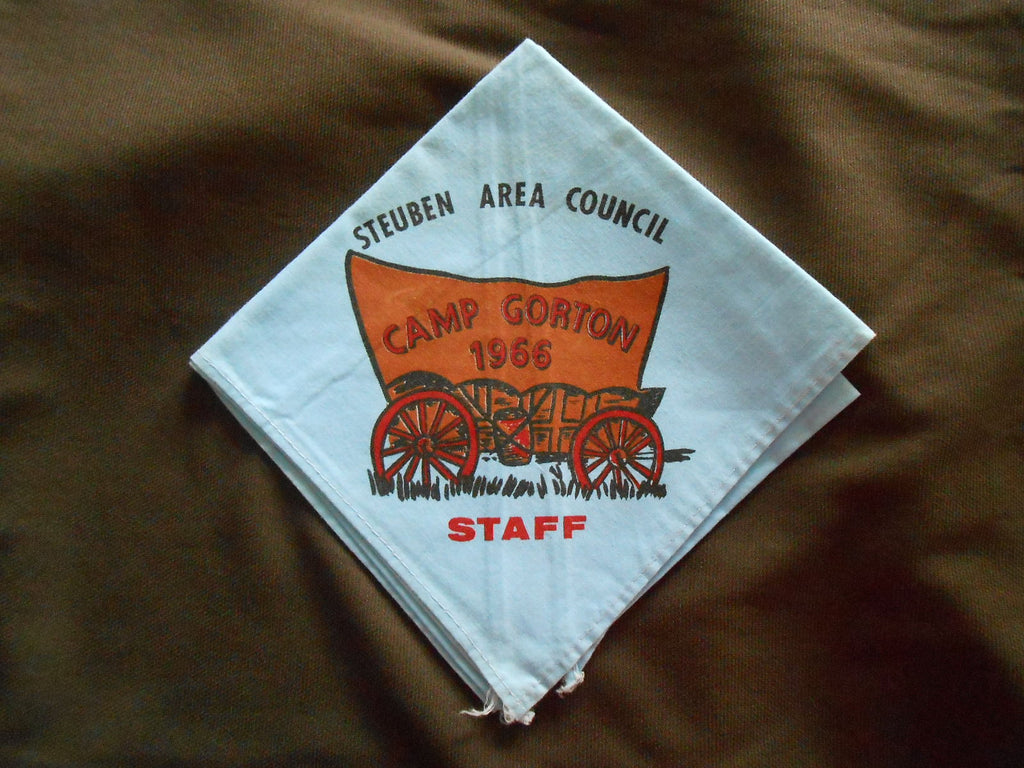 STEUBEN AREA COUNCIL
CAMP GORTON
1966
STAFF